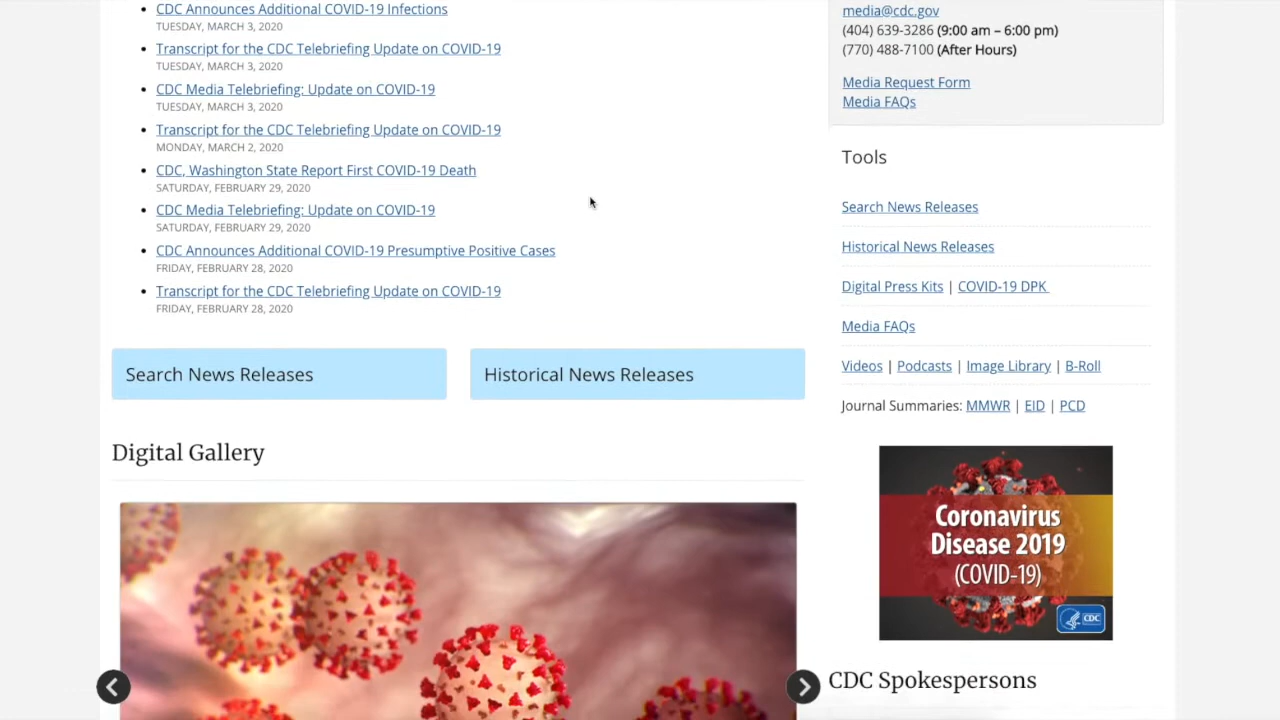 CDC Announces Additional COVID-19 Infections
TUESDAY, MARCH 3, 2020
Transcript for the CDC Telebriefing Update on COVID-19
TUESDAY, MARCH 3, 2020
CDC Media Telebriefing: Update on COVID-19
TUESDAY, MARCH 3, 2020
Transcript for the CDC Telebriefing Update on COVID-19
MONDAY, MARCH 2, 2020
CDC, Washington State Report First COVID-19 Death
SATURDAY, FEBRUARY 29, 2020
CDC Media Telebriefing: Update on COVID-19
SATURDAY, FEBRUARY 29, 2020
CDC Announces Additional COVID-19 Presumptive Positive Cases
FRIDAY, FEBRUARY 28, 2020
Transcript for the CDC Telebriefing Update on COVID-19
FRIDAY, FEBRUARY 28, 2020
Search News Releases
Historical News Releases
Digital Gallery
media@cdc.gov
(404) 639-3286 (9:00 am – 6:00 pm)
(770) 488-7100 (After Hours)
Media Request Form
Media FAQs
Tools
Search News Releases
Historical News Releases
Digital Press Kits | COVID-19 DPK
Media FAQs
Videos | Podcasts | Image Library | B-Roll
Journal Summaries: MMWR | EID | PCD
Coronavirus
Disease 2019
(COVID-19)
CDC
CDC Spokespersons